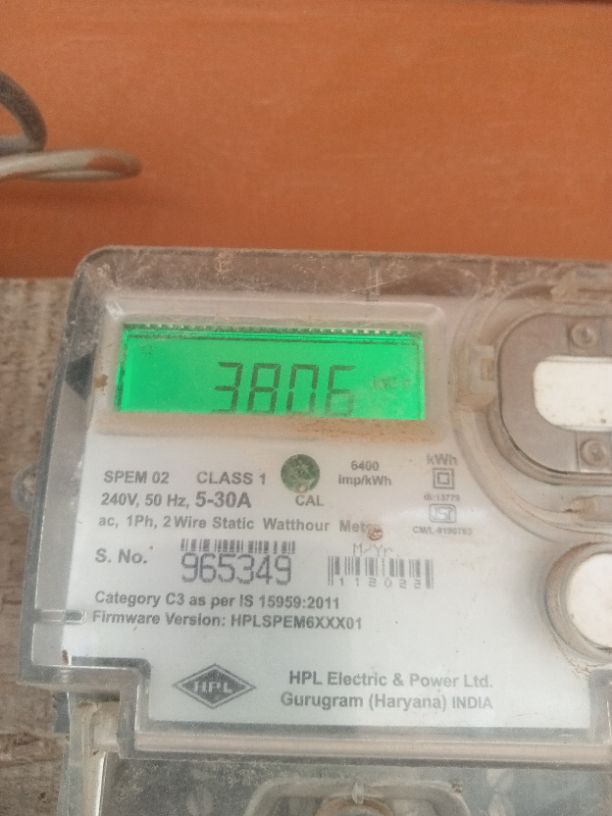 3806
SPEM 02 CLASS 1
6400
imp/kWh
kWh
240V, 50 Hz, 5-30A
CAL
ac, 1Ph, 2 Wire Static Watthour
S. No.
965349
M/Yr.
Category C3 as per IS 15959:2011
Firmware Version: HPLSPEM6XXX01
HPL
HPL Electric & Power Ltd.
Gurugram (Haryana) INDIA